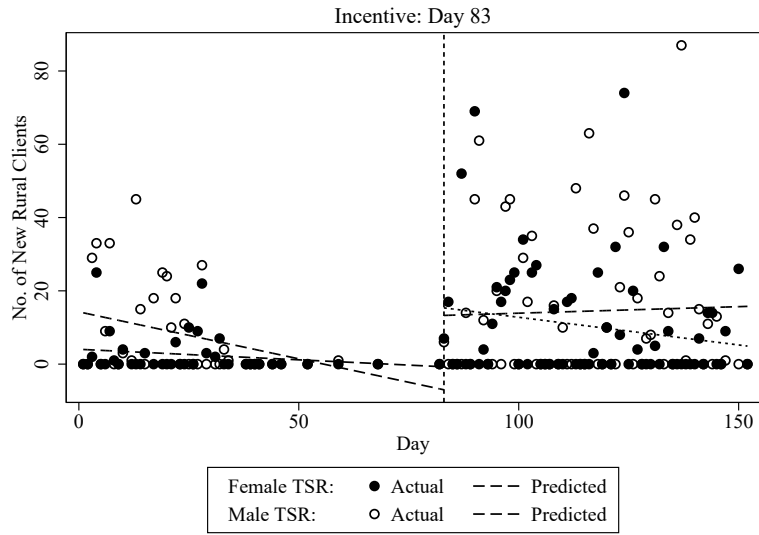 Incentive: Day 83
No. of New Rural Clients
80
60
40
20
0
0 50 100 150
Day
Female TSR: Actual Predicted
Male TSR: Actual Predicted